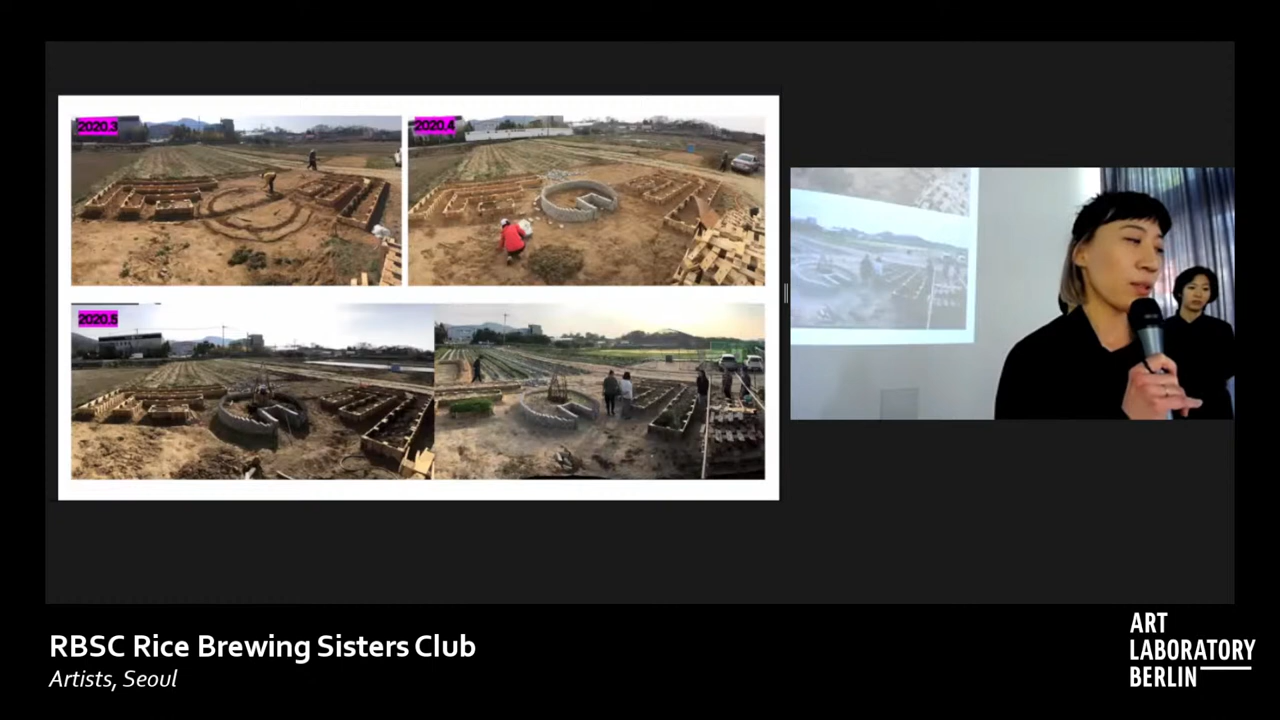 2020.3
2020.4
2020.5
RBSC Rice Brewing Sisters Club
Artists, Seoul
ART
LABORATORY
BERLIN